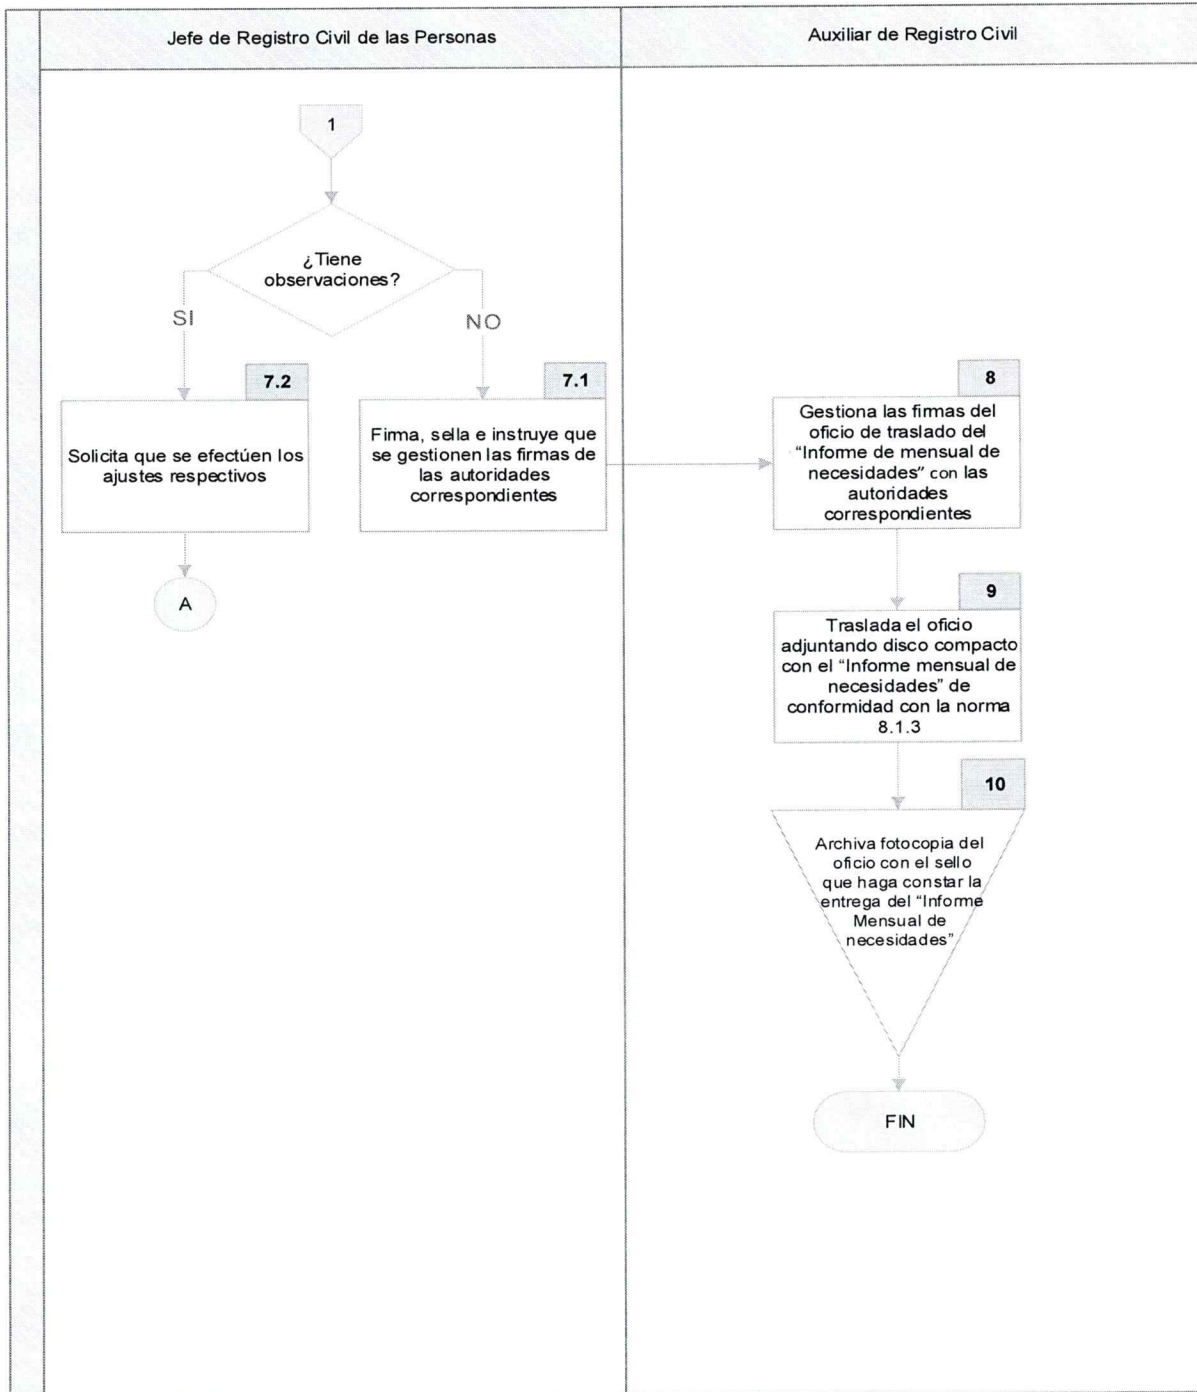 Jefe de Registro Civil de las Personas
Auxiliar de Registro Civil
1
¿Tiene
observaciones?
SI
NO
7.2
Solicita que se efectúen los
ajustes respectivos
A
7.1
Firma, sella e instruye que
se gestionen las firmas de
las autoridades
correspondientes
8
Gestiona las firmas del
oficio de traslado del
“Informe de mensual de
necesidades” con las
autoridades
correspondientes
9
Traslada el oficio
adjuntando disco compacto
con el “Informe mensual de
necesidades” de
conformidad con la norma
8.1.3
10
Archiva fotocopia del
oficio con el sello
que haga constar la
entrega del “Informe
Mensual de
necesidades”
FIN